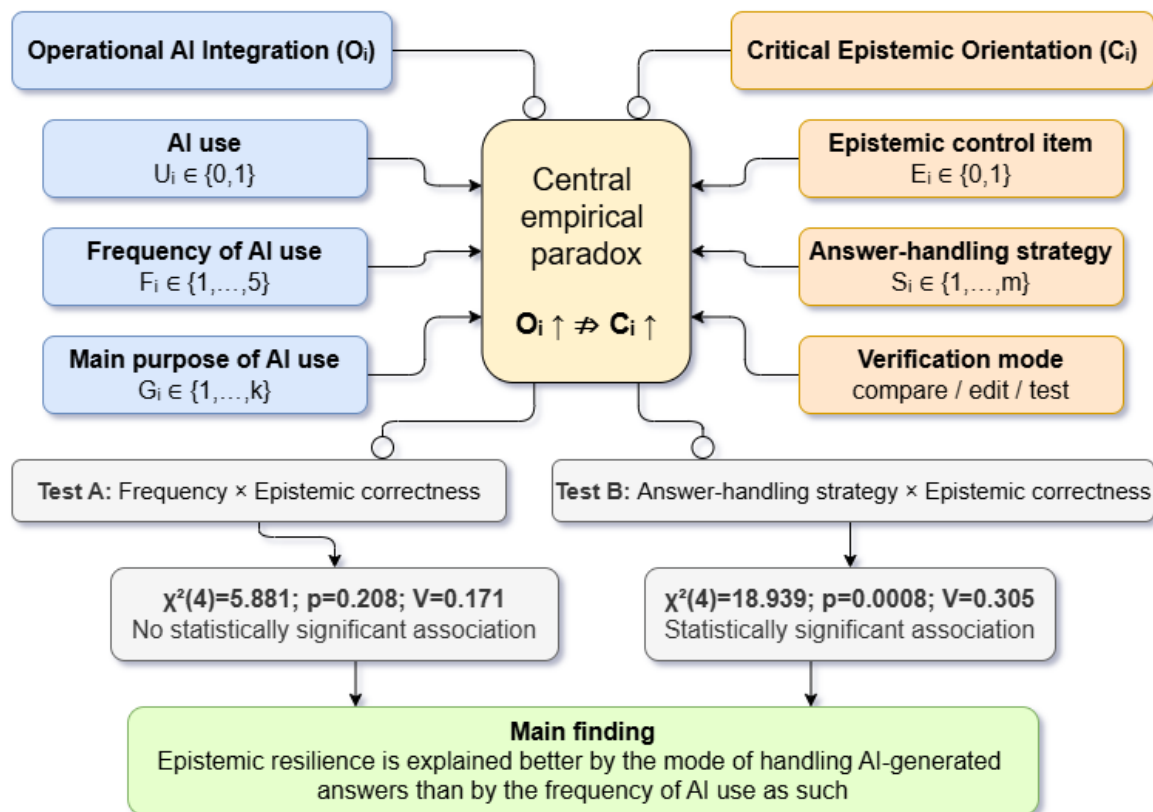 Operational AI Integration (Oᵢ)
Critical Epistemic Orientation (Cᵢ)
AI use
Uᵢ ∈ {0,1}
Frequency of AI use
Fᵢ ∈ {1,…,5}
Main purpose of AI use
Gᵢ ∈ {1,…,k}
Central
empirical
paradox
Oᵢ ↑ ⇏ Cᵢ ↑
Epistemic control item
Eᵢ ∈ {0,1}
Answer-handling strategy
Sᵢ ∈ {1,…,m}
Verification mode
compare / edit / test
Test A: Frequency × Epistemic correctness
Test B: Answer-handling strategy × Epistemic correctness
χ²(4)=5.881; p=0.208; V=0.171
No statistically significant association
χ²(4)=18.939; p=0.0008; V=0.305
Statistically significant association
Main finding
Epistemic resilience is explained better by the mode of handling AI-generated
answers than by the frequency of AI use as such